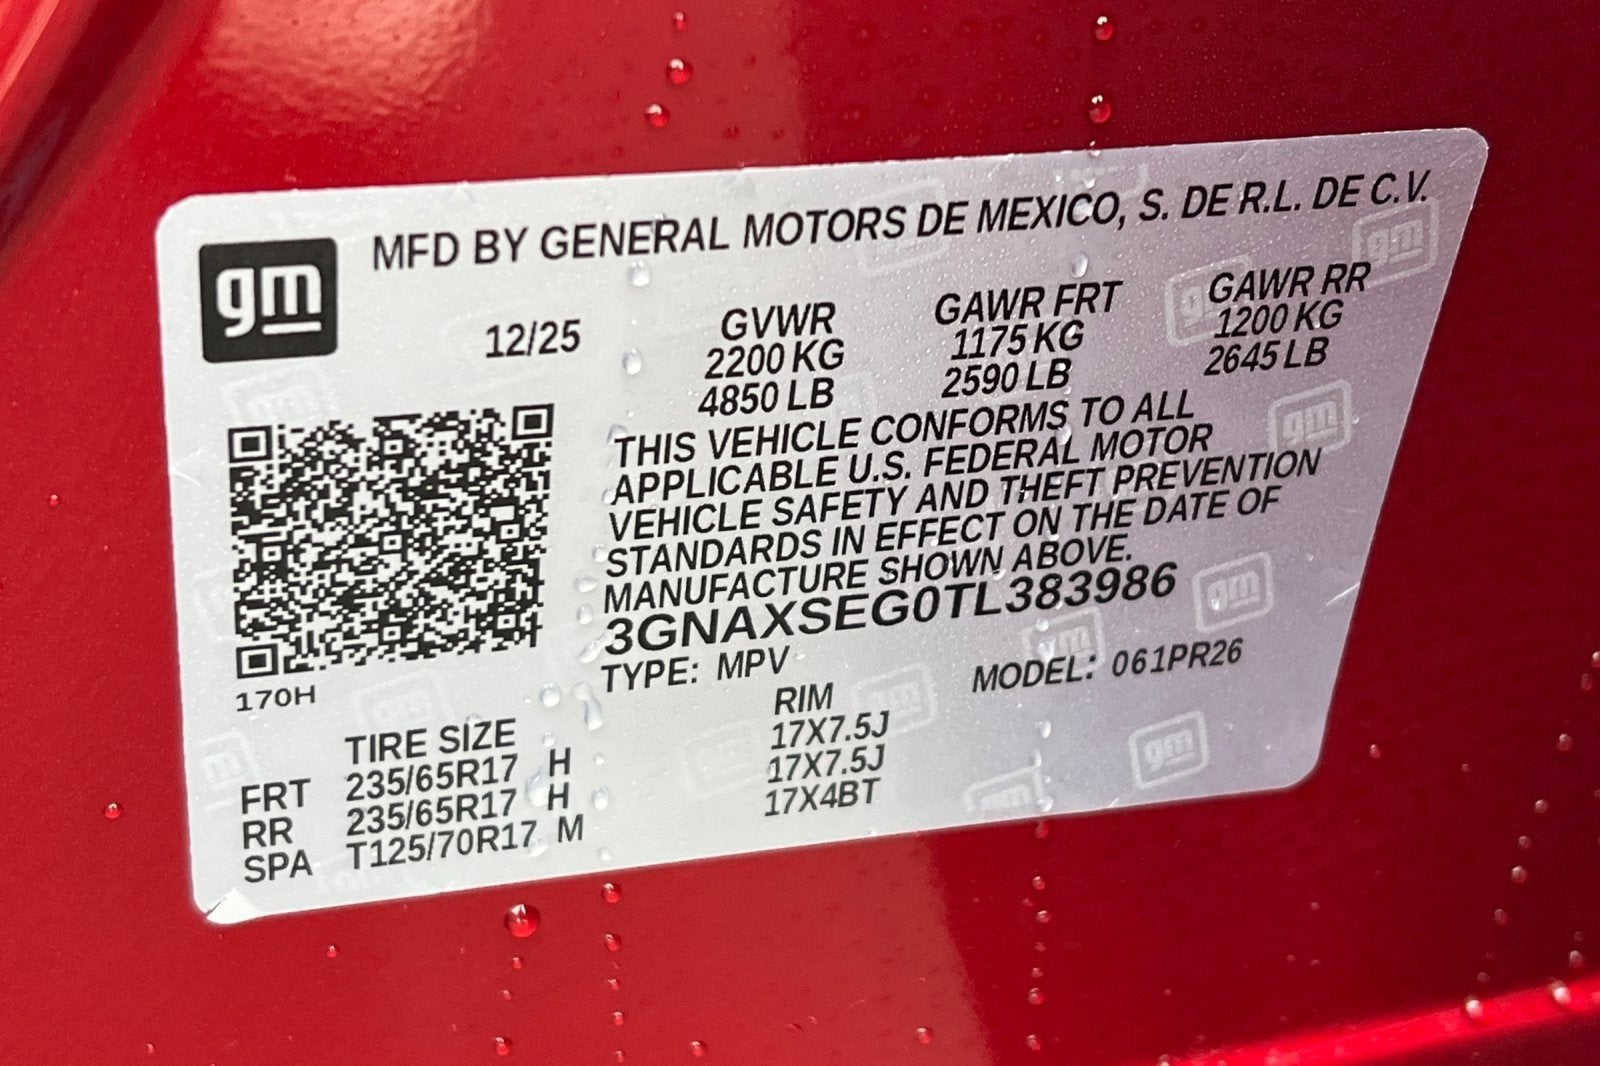 gm
MFD BY GENERAL MOTORS DE MEXICO, S. DE R.L. DE C.V.
12/25
GVWR GAWR FRT GAWR RR
2200 KG 1175 KG 1200 KG
4850 LB 2590 LB 2645 LB
THIS VEHICLE CONFORMS TO ALL
APPLICABLE U.S. FEDERAL MOTOR
VEHICLE SAFETY AND THEFT PREVENTION
STANDARDS IN EFFECT ON THE DATE OF
MANUFACTURE SHOWN ABOVE.
3GNAXSEG0TL383986
TYPE: MPV MODEL: 061PR26
170H
TIRE SIZE RIM
FRT 235/65R17 H 17X7.5J
RR 235/65R17 H 17X7.5J
SPA T125/70R17 M 17X4BT